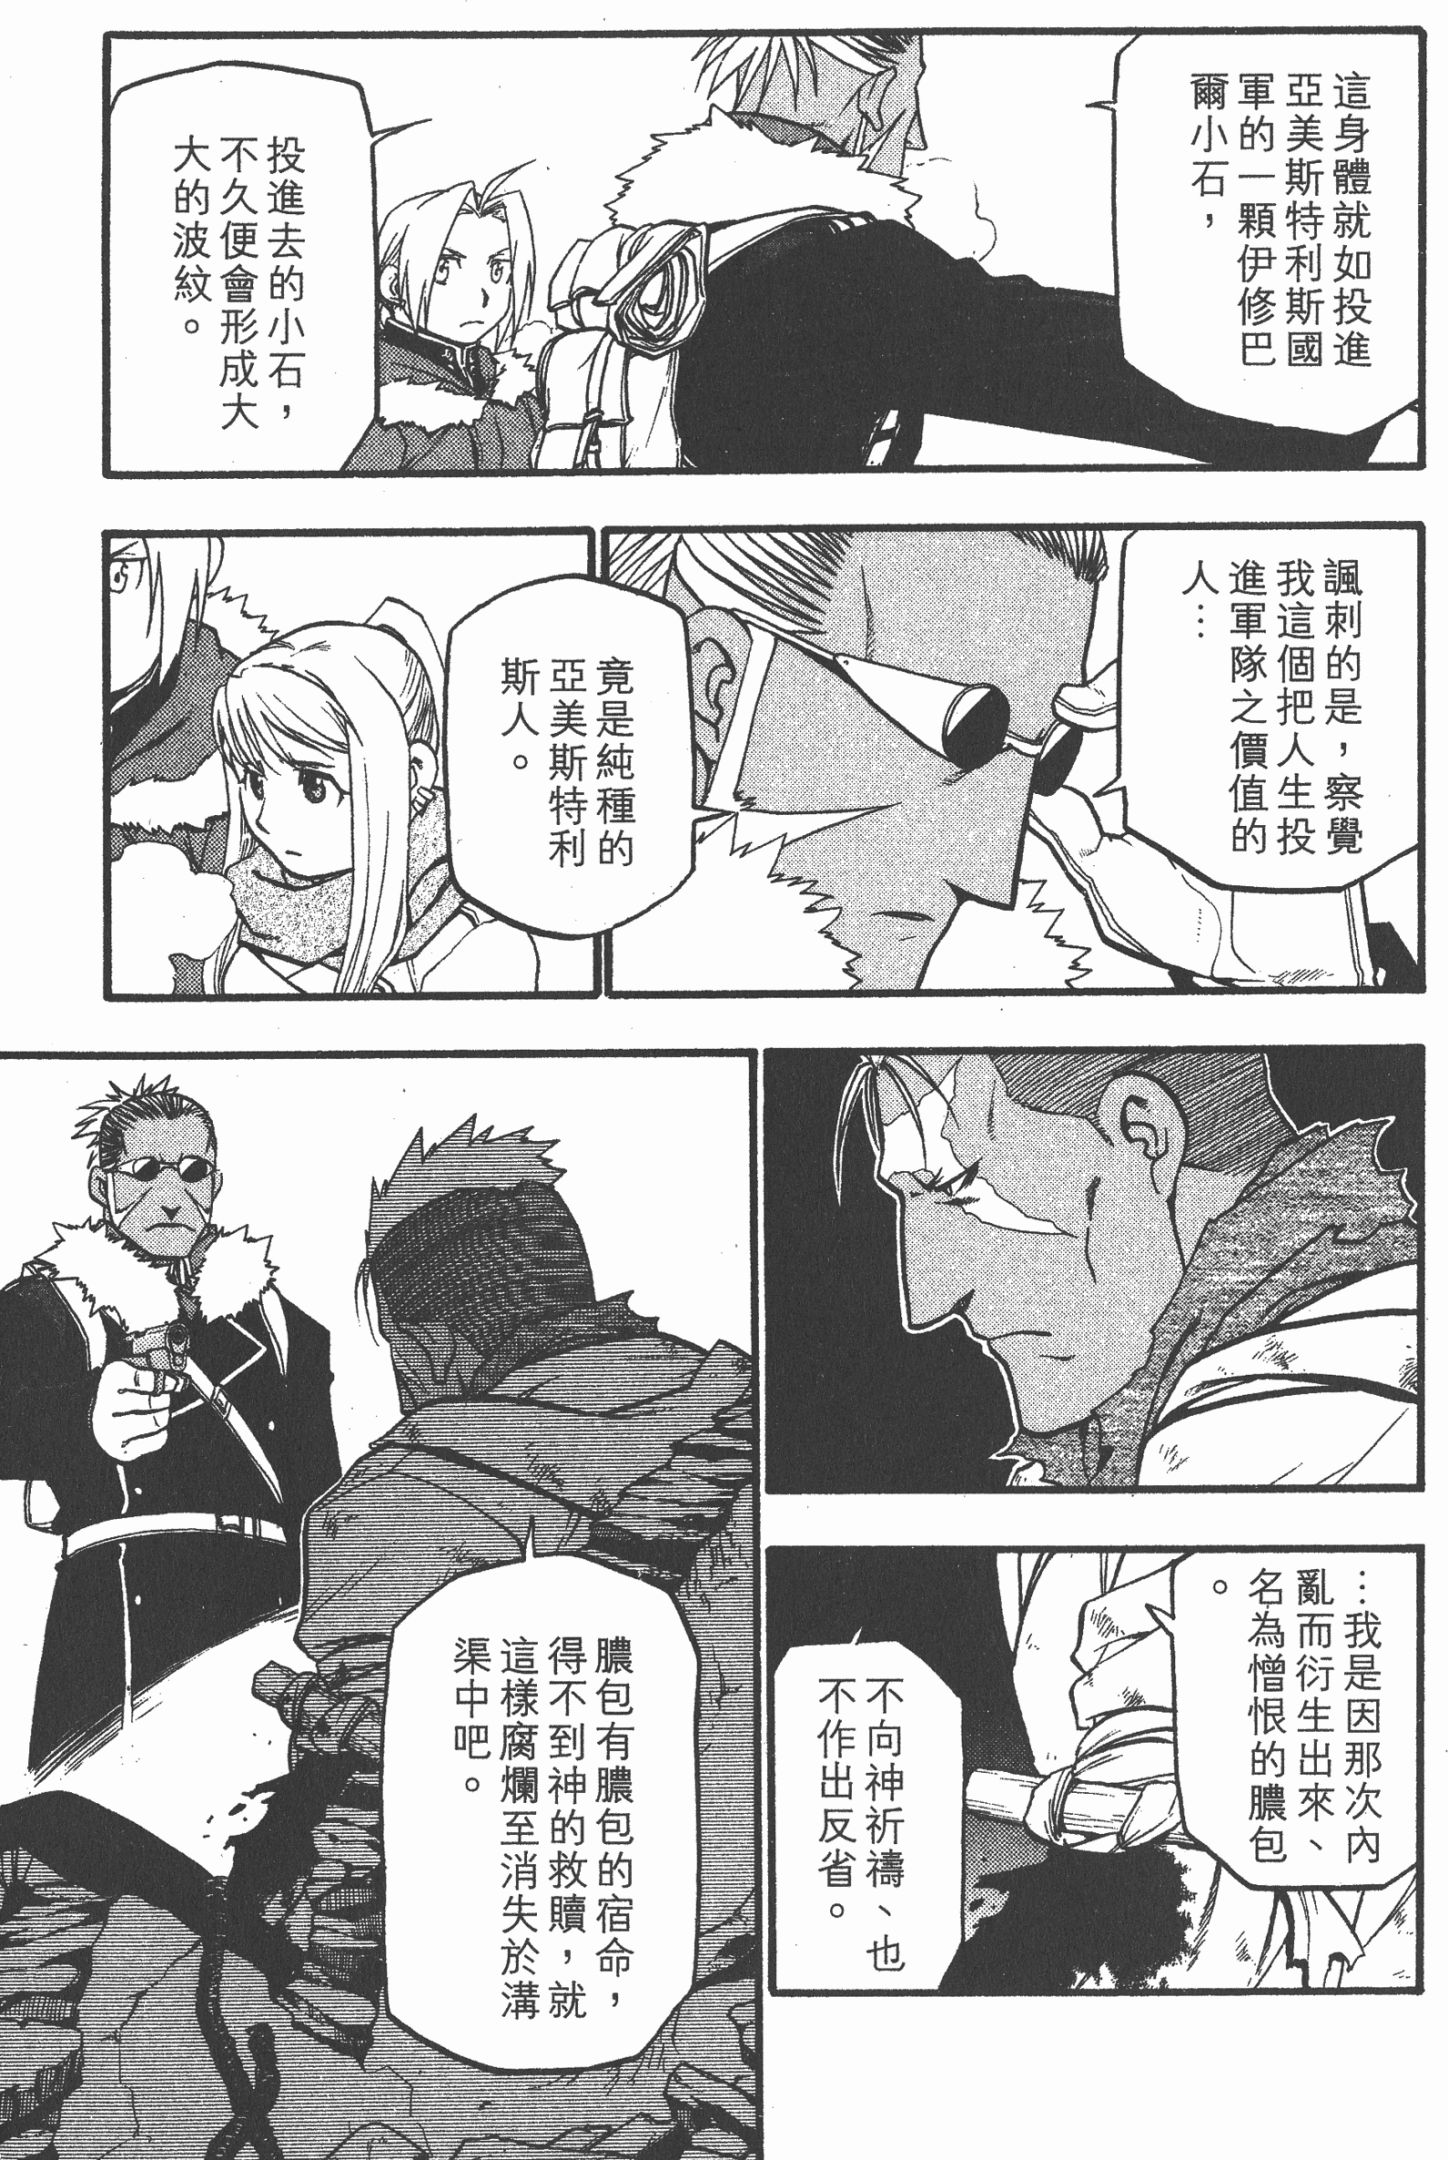 這身體就如投進
亞美斯特利斯國
軍的一顆伊修巴
爾小石，
投進去的小石，
不久便會形成大
大的波紋。
諷刺的是，察覺
我這個把人生投
進軍隊之價值的
人…
竟是純種的
亞美斯特利
斯人。
…我是因那次內
亂而衍生出來、
名為憎恨的膿包
。
不向神祈禱、也
不作出反省。
膿包有膿包的宿命，
得不到神的救贖，就
這樣腐爛至消失於溝
渠中吧。